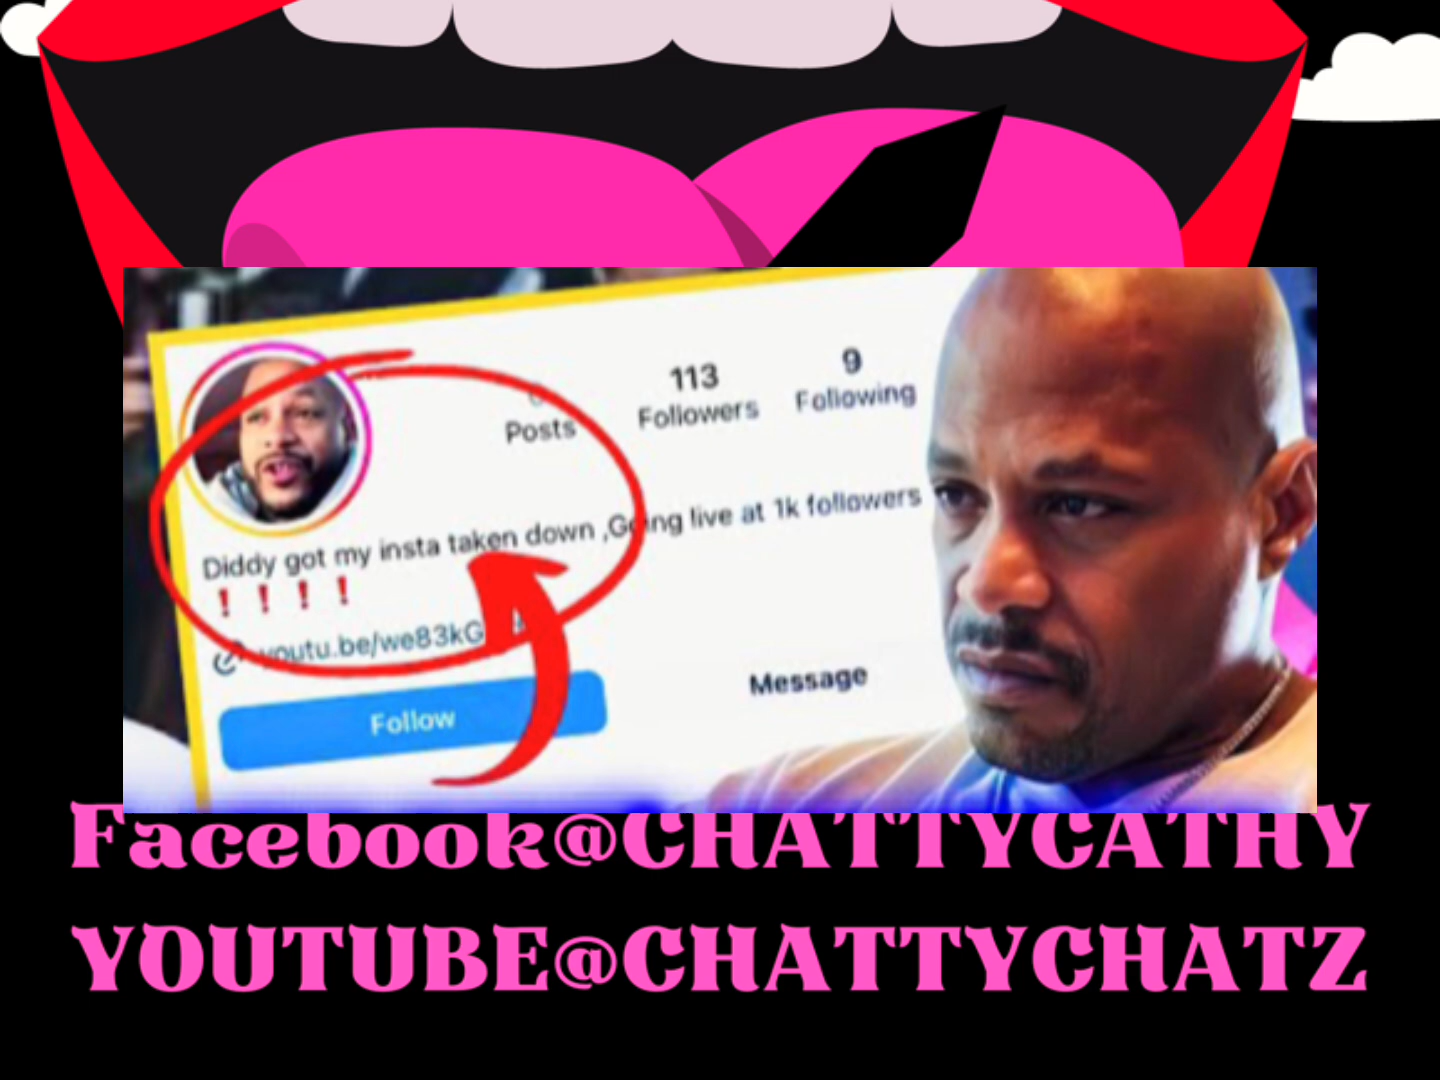 113
9
Posts
Followers
Following
Diddy got my insta taken down ,Going live at 1k followers
❗❗❗❗
Follow
Message
Facebook@CHATTYCATHY
YOUTUBE@CHATTYCHATZ